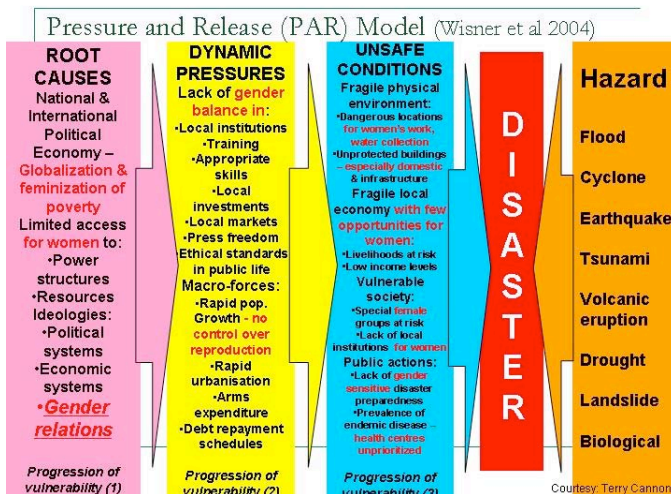 Pressure and Release (PAR) Model (Wisner et al 2004)
ROOT
CAUSES
National &
International
Political
Economy –
Globalization &
feminization of
poverty
Limited access
for women to:
•Power
structures
•Resources
Ideologies:
•Political
systems
•Economic
systems
•Gender
relations
Progression of
vulnerability (1)
DYNAMIC
PRESSURES
Lack of gender
balance in:
•Local institutions
•Training
•Appropriate
skills
•Local
investments
•Local markets
•Press freedom
•Ethical standards
in public life
Macro-forces:
•Rapid pop.
Growth - no
control over
reproduction
•Rapid
urbanisation
•Arms
expenditure
•Debt repayment
schedules
Progression of
vulnerability (2)
UNSAFE
CONDITIONS
Fragile physical
environment:
•Dangerous locations
for women's work,
water collection
•Unprotected buildings
– especially domestic
& infrastructure
Fragile local
economy with few
opportunities for
women:
•Livelihoods at risk
•Low income levels
Vulnerable
society:
•Special female
groups at risk
•Lack of local
institutions for women
Public actions:
•Lack of gender
sensitive disaster
preparedness
•Prevalence of
endemic disease –
health centres
unprioritized
Progression of
vulnerability (3)
DISASTER
Hazard
Flood
Cyclone
Earthquake
Tsunami
Volcanic
eruption
Drought
Landslide
Biological
Courtesy: Terry Cannon